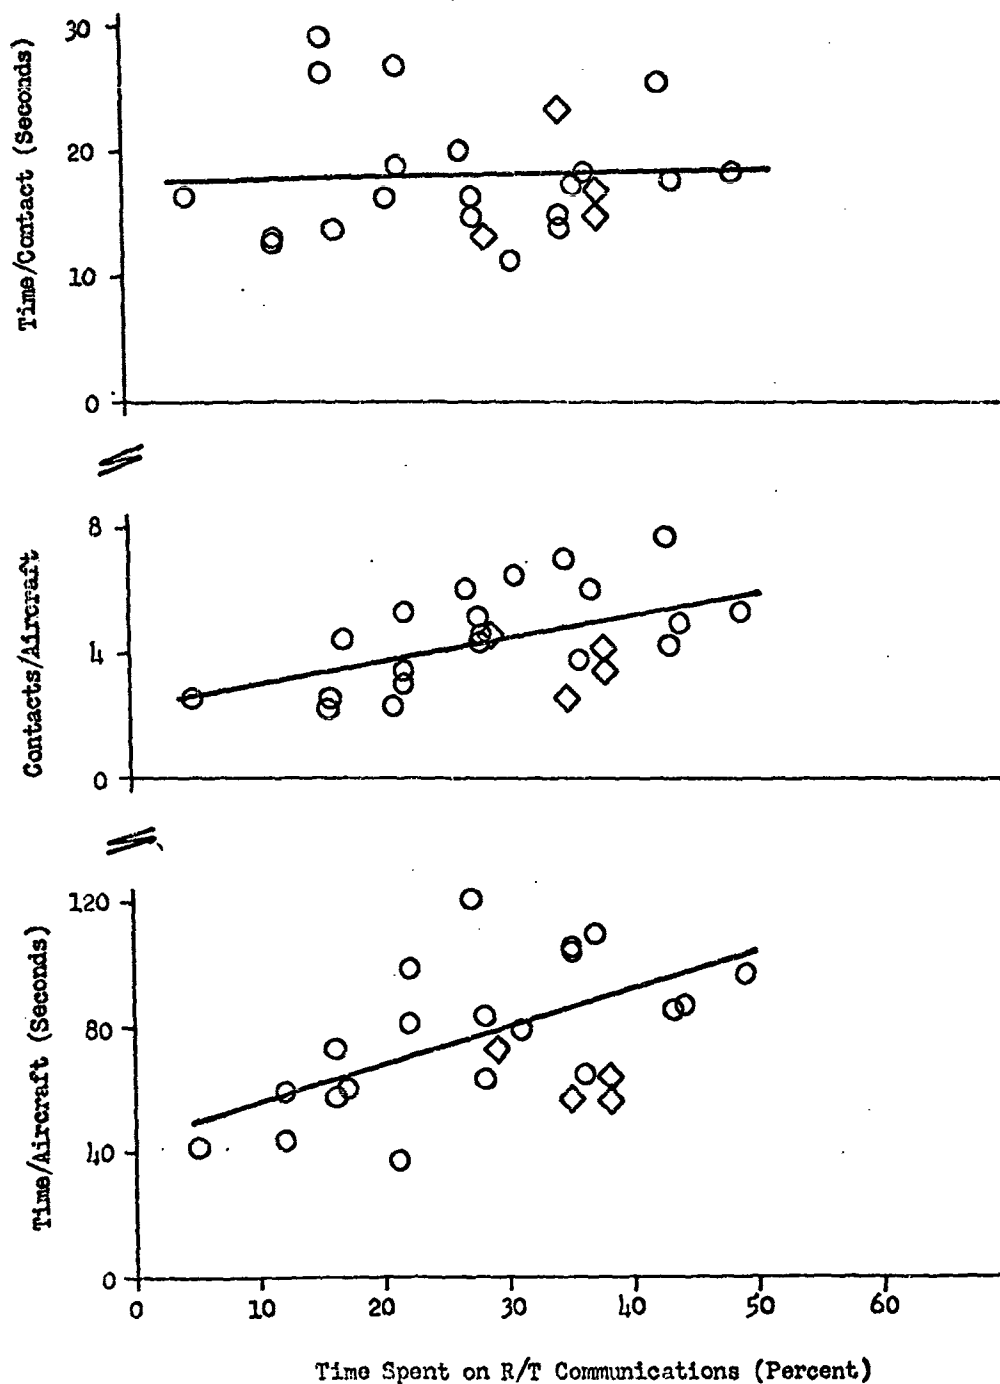 Time/Contact (Seconds)
30
20
10
0
Contacts/Aircraft
8
4
0
Time/Aircraft (Seconds)
120
80
40
0
0 10 20 30 40 50 60
Time Spent on R/T Communications (Percent)